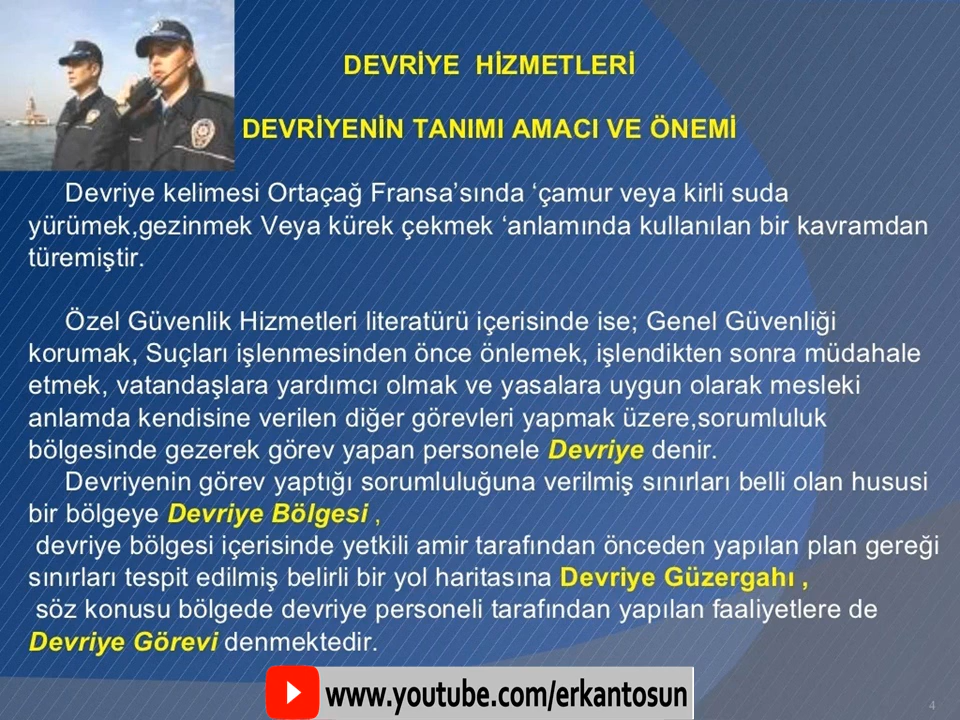 DEVRİYE HİZMETLERİ
DEVRİYENİN TANIMI AMACI VE ÖNEMİ
Devriye kelimesi Ortaçağ Fransa’sında ‘çamur veya kirli suda
yürümek,gezinmek Veya kürek çekmek ‘anlamında kullanılan bir kavramdan
türemiştir.
Özel Güvenlik Hizmetleri literatürü içerisinde ise; Genel Güvenliği
korumak, Suçları işlenmesinden önce önlemek, işlendikten sonra müdahale
etmek, vatandaşlara yardımcı olmak ve yasalara uygun olarak mesleki
anlamda kendisine verilen diğer görevleri yapmak üzere,sorumluluk
bölgesinde gezerek görev yapan personele Devriye denir.
Devriyenin görev yaptığı sorumluluğuna verilmiş sınırları belli olan hususi
bir bölgeye Devriye Bölgesi ,
devriye bölgesi içerisinde yetkili amir tarafından önceden yapılan plan gereği
sınırları tespit edilmiş belirli bir yol haritasına Devriye Güzergahı ,
söz konusu bölgede devriye personeli tarafından yapılan faaliyetlere de
Devriye Görevi denmektedir.
www.youtube.com/erkantosun
4